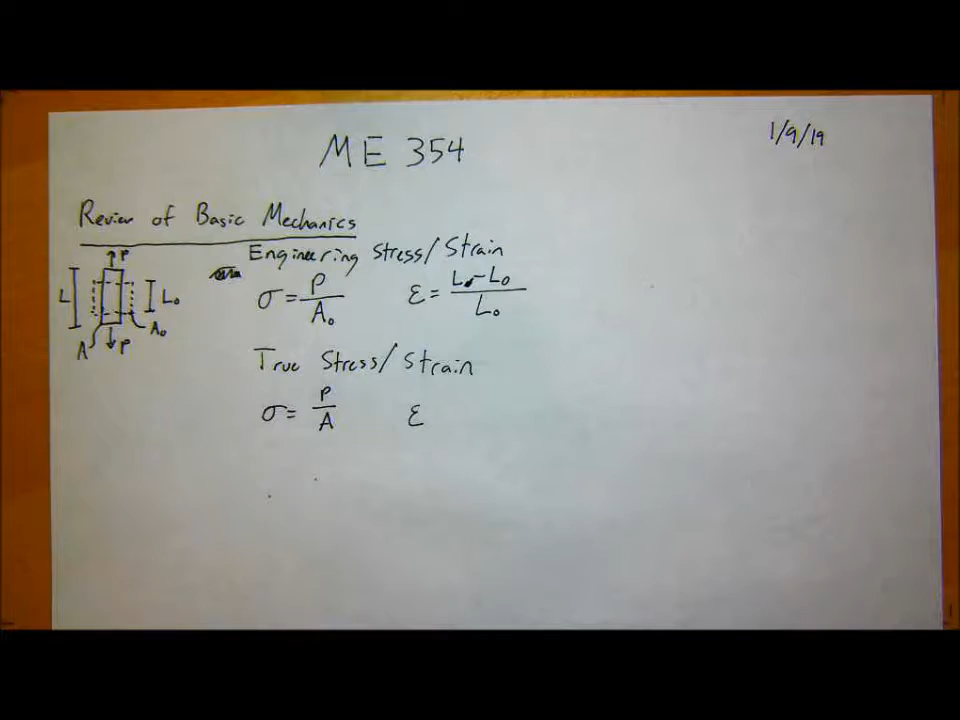 ME 354
1/9/19
Review of Basic Mechanics
P
L
L₀
A₀
A
P
Engineering Stress/Strain
σ = P/A₀
ε = (L - L₀)/L₀
True Stress/Strain
σ = P/A
ε